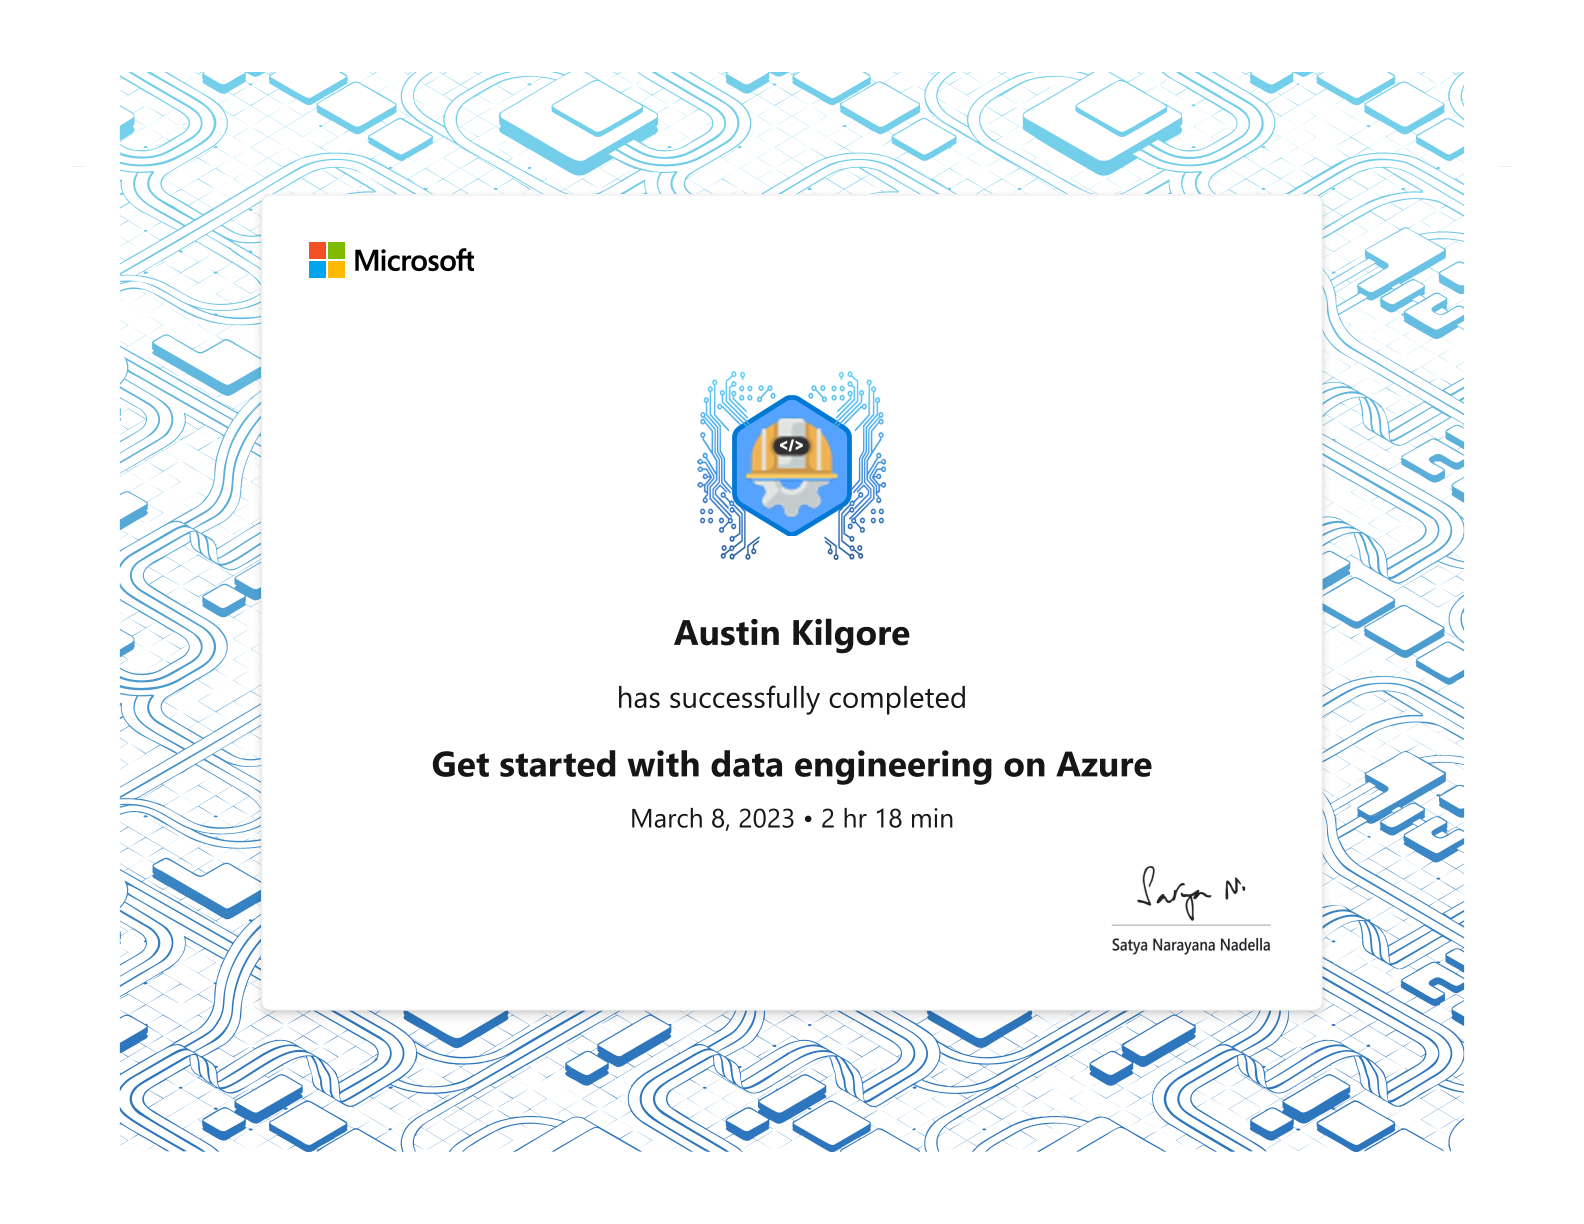 Microsoft
</>
Austin Kilgore
has successfully completed
Get started with data engineering on Azure
March 8, 2023 • 2 hr 18 min
Satya N.
Satya Narayana Nadella